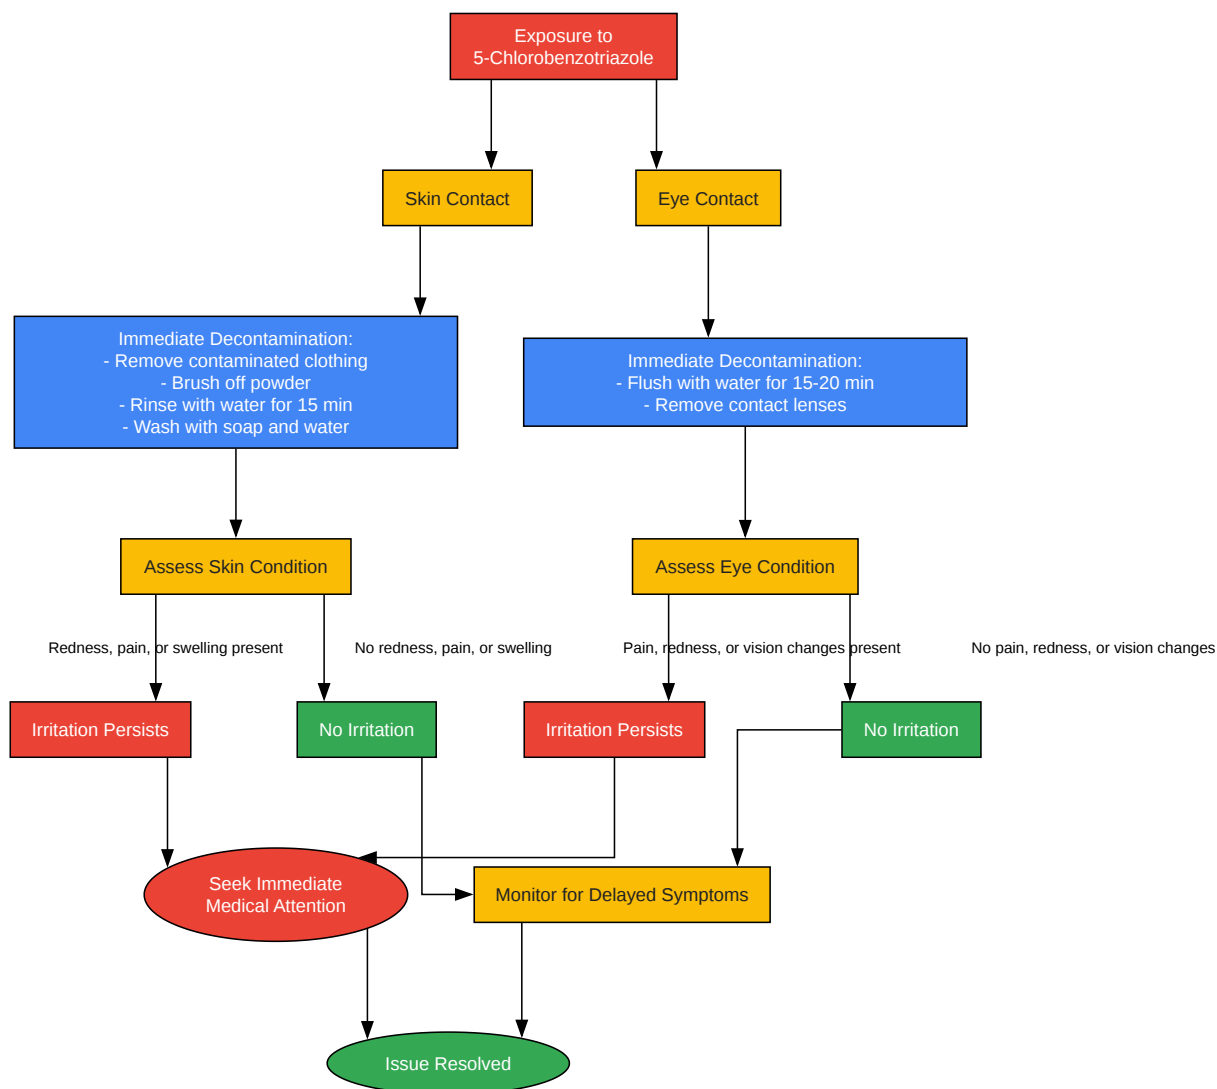 Exposure to
5-Chlorobenzotriazole
Skin Contact
Eye Contact
Immediate Decontamination:
- Remove contaminated clothing
- Brush off powder
- Rinse with water for 15 min
- Wash with soap and water
Immediate Decontamination:
- Flush with water for 15-20 min
- Remove contact lenses
Assess Skin Condition
Assess Eye Condition
Redness, pain, or swelling present
No redness, pain, or swelling
Pain, redness, or vision changes present
No pain, redness, or vision changes
Irritation Persists
No Irritation
Irritation Persists
No Irritation
Seek Immediate
Medical Attention
Monitor for Delayed Symptoms
Issue Resolved